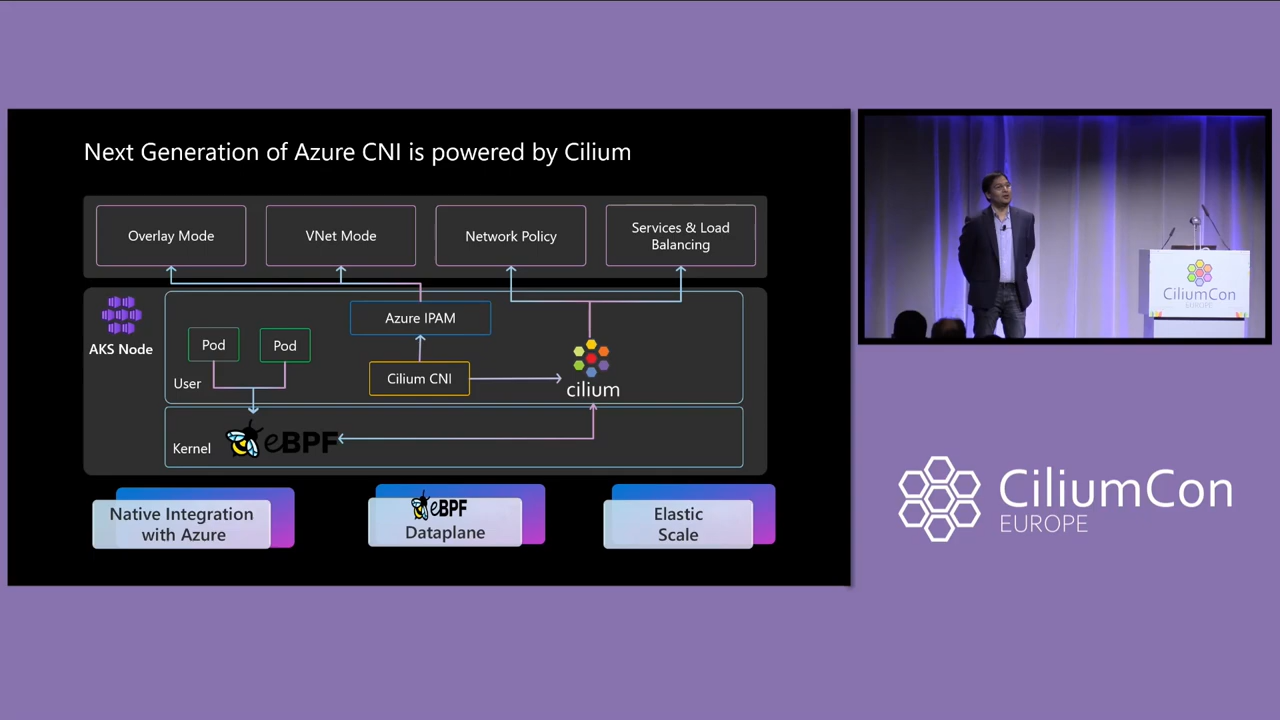 Next Generation of Azure CNI is powered by Cilium
Overlay Mode
VNet Mode
Network Policy
Services & Load
Balancing
AKS Node
Pod
Pod
User
Azure IPAM
Cilium CNI
cilium
Kernel
eBPF
Native Integration
with Azure
eBPF
Dataplane
Elastic
Scale
CiliumCon
EUROPE
CiliumCon
EUROPE